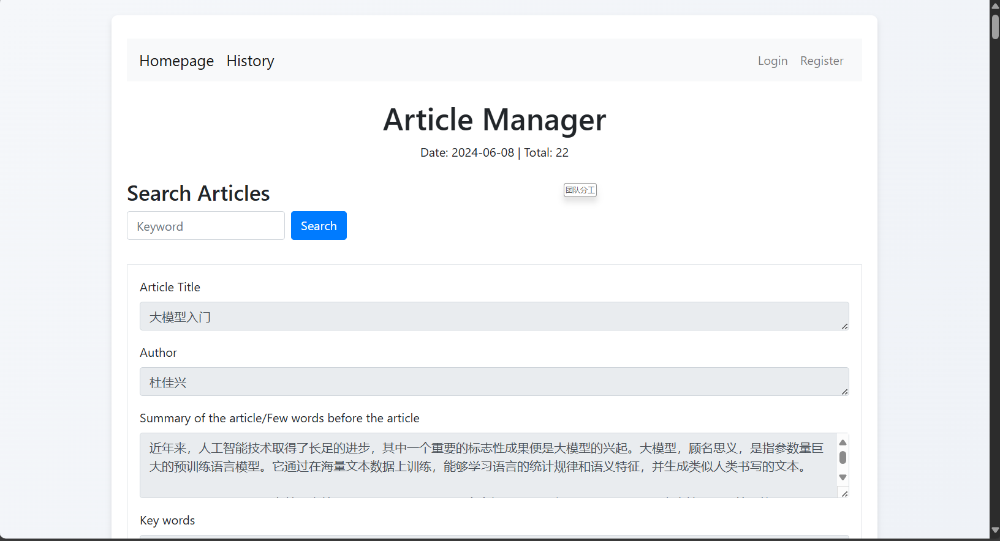 Homepage History Login Register
Article Manager
Date: 2024-06-08 | Total: 22
Search Articles
团队分工
Keyword Search
Article Title
大模型入门
Author
杜佳兴
Summary of the article/Few words before the article
近年来，人工智能技术取得了长足的进步，其中一个重要的标志性成果便是大模型的兴起。大模型，顾名思义，是指参数量巨
大的预训练语言模型。它通过在海量文本数据上训练，能够学习语言的统计规律和语义特征，并生成类似人类书写的文本。
Key words